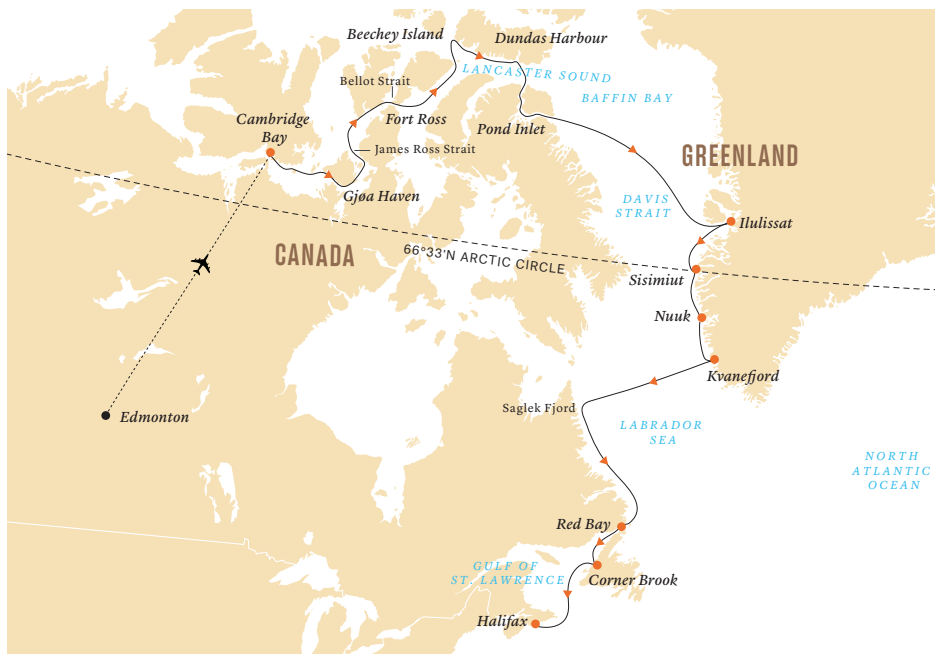 Beechey Island
Dundas Harbour
LANCASTER SOUND
Bellot Strait
BAFFIN BAY
Cambridge
Bay
Fort Ross
Pond Inlet
James Ross Strait
GREENLAND
Gjøa Haven
DAVIS
STRAIT
Ilulissat
CANADA
66°33'N ARCTIC CIRCLE
Sisimiut
Nuuk
Kvanefjord
Saglek Fjord
Edmonton
LABRADOR
SEA
NORTH
ATLANTIC
OCEAN
Red Bay
GULF OF
ST. LAWRENCE
Corner Brook
Halifax